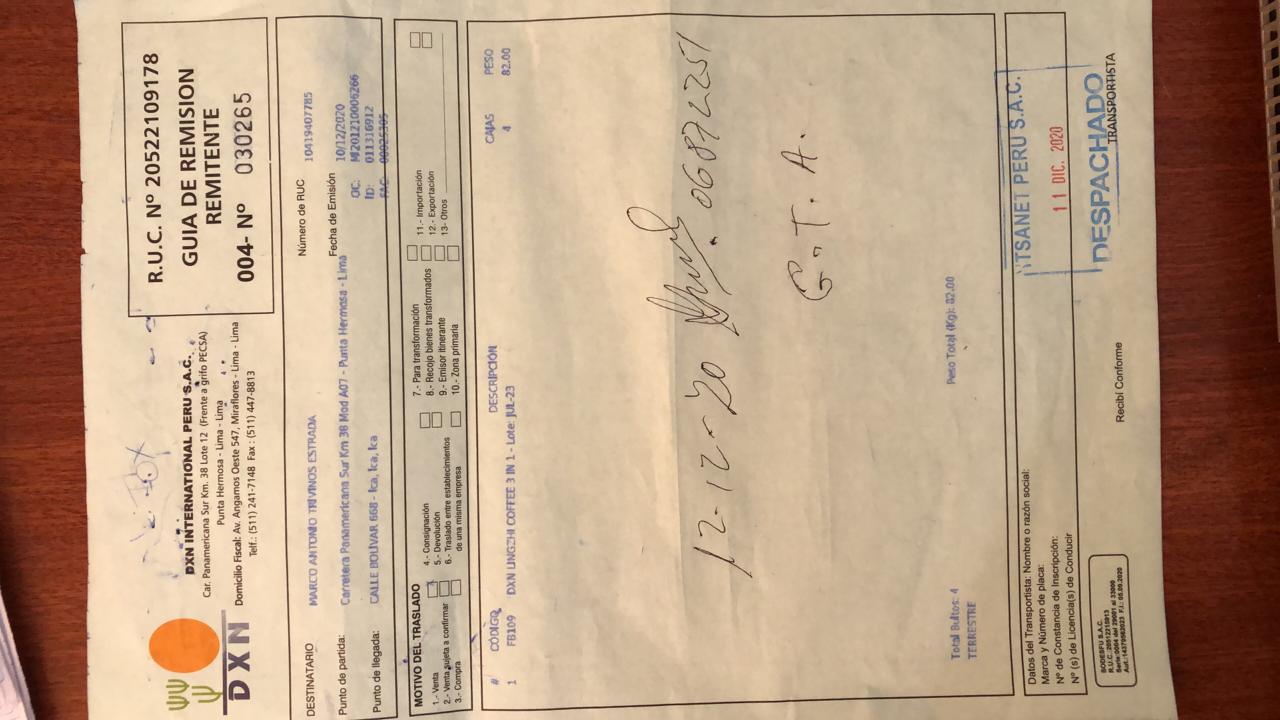 DXN
DXN INTERNATIONAL PERU S.A.C.
Car. Panamericana Sur Km. 38 Lote 12 (Frente a grifo PECSA)
Punta Hermosa - Lima - Lima
Domicilio Fiscal: Av. Angamos Oeste 547, Miraflores - Lima - Lima
Telf.: (511) 241-7148 Fax : (511) 447-8813
R.U.C. Nº 20522109178
GUIA DE REMISION
REMITENTE
004- Nº 030265
DESTINATARIO MARCO ANTONIO TRIVINOS ESTRADA Número de RUC 10419407785
Punto de partida: Carretera Panamericana Sur Km 38 Mod A07 - Punta Hermosa - Lima Fecha de Emisión 10/12/2020
Punto de llegada: CALLE BOLIVAR 668 - Ica, Ica, Ica
OC: MI201210006266
ID: 011316912
FAC:
MOTIVO DEL TRASLADO
1.- Venta
2.- Venta sujeta a confirmar
3.- Compra
4.- Consignación
5.- Devolución
6.- Traslado entre establecimientos
de una misma empresa
7.- Para transformación
8.- Recojo bienes transformados
9.- Emisor itinerante
10.- Zona primaria
11.- Importación
12.- Exportación
13- Otros
# CÓDIGO DESCRIPCIÓN CAJAS PESO
1 FB109 DXN LINGZHI COFFEE 3 IN 1 - Lote: JUL-23 4 82.00
12-12-20
G. T. A.
Total Bultos: 4 Peso Total (Kg): 82.00
TERRESTRE
Datos del Transportista: Nombre o razón social:
Marca y Número de placa:
Nº de Constancia de Inscripción:
Nº (s) de Licencia(s) de Conducir
TSANET PERU S.A.C.
11 DIC. 2020
DESPACHADO
TRANSPORTISTA
Recibí Conforme